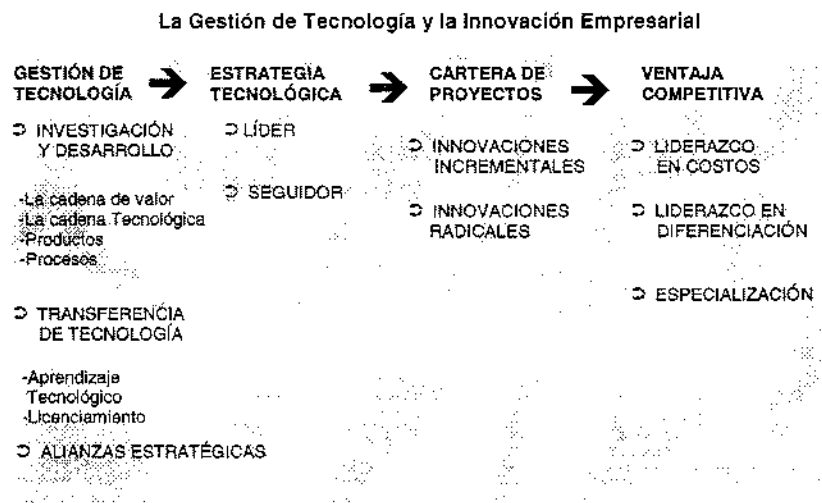 La Gestión de Tecnología y la Innovación Empresarial
GESTIÓN DE
TECNOLOGÍA
ESTRATEGIA
TECNOLÓGICA
CARTERA DE
PROYECTOS
VENTAJA
COMPETITIVA
INVESTIGACIÓN
Y DESARROLLO
-La cadena de valor
-La cadena Tecnológica
-Productos
-Procesos
TRANSFERENCIA
DE TECNOLOGÍA
-Aprendizaje
Tecnológico
-Licenciamiento
ALIANZAS ESTRATÉGICAS
LÍDER
SEGUIDOR
INNOVACIONES
INCREMENTALES
INNOVACIONES
RADICALES
LIDERAZCO
EN COSTOS
LIDERAZCO EN
DIFERENCIACIÓN
ESPECIALIZACIÓN